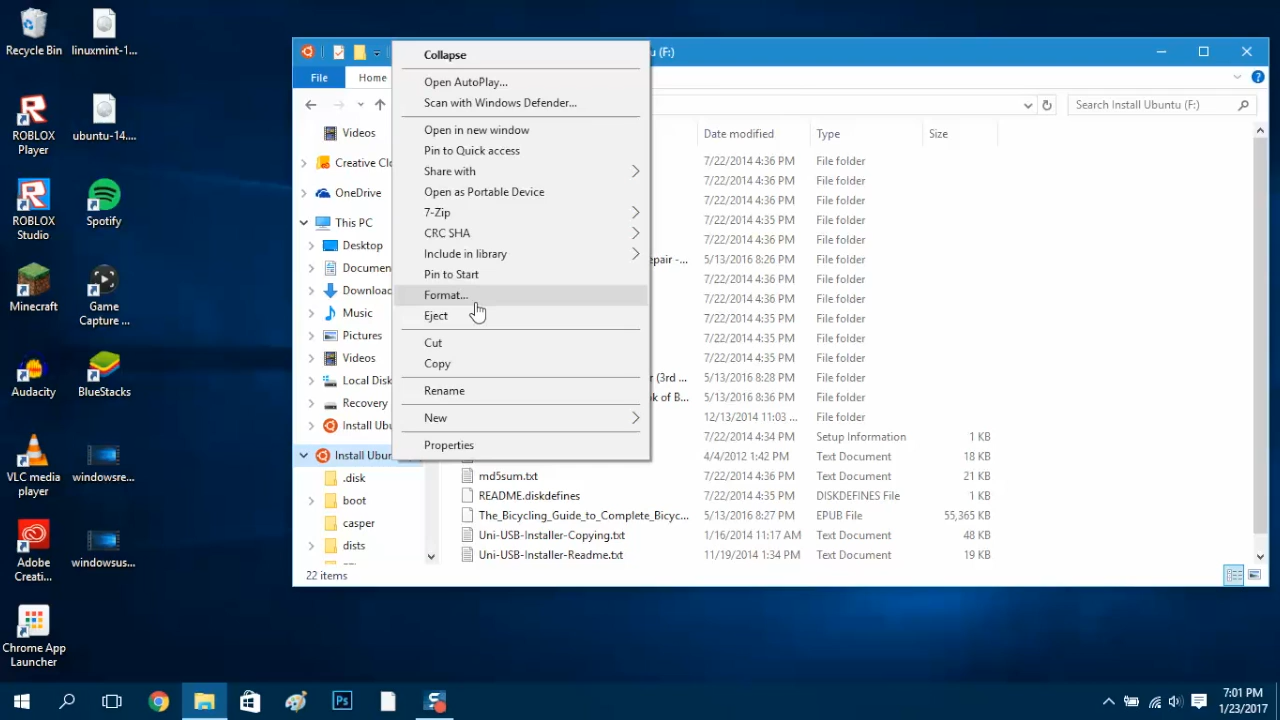 Recycle Bin
linuxmint-1...
ROBLOX
Player
ubuntu-14....
ROBLOX
Studio
Spotify
Minecraft
Game
Capture ...
Audacity
BlueStacks
VLC media
player
windowsre...
Adobe
Creati...
windowsus...
Chrome App
Launcher
u (F:)
File
Home
Search Install Ubuntu (F:)
Videos
Creative Clo
OneDrive
This PC
Desktop
Documen
Download
Music
Pictures
Videos
Local Disk
Recovery
Install Ubu
Install Ubun
.disk
boot
casper
dists
Collapse
Open AutoPlay...
Scan with Windows Defender...
Open in new window
Pin to Quick access
Share with
Open as Portable Device
7-Zip
CRC SHA
Include in library
Pin to Start
Format...
Eject
Cut
Copy
Rename
New
Properties
Date modified
Type
Size
7/22/2014 4:36 PM
File folder
7/22/2014 4:36 PM
File folder
7/22/2014 4:36 PM
File folder
7/22/2014 4:35 PM
File folder
7/22/2014 4:36 PM
File folder
epair -...
5/13/2016 8:26 PM
File folder
7/22/2014 4:36 PM
File folder
7/22/2014 4:36 PM
File folder
7/22/2014 4:35 PM
File folder
7/22/2014 4:35 PM
File folder
7/22/2014 4:35 PM
File folder
r (3rd ...
5/13/2016 8:28 PM
File folder
ok of B...
5/13/2016 8:36 PM
File folder
12/13/2014 11:03 ...
File folder
7/22/2014 4:34 PM
Setup Information
1 KB
4/4/2012 1:42 PM
Text Document
18 KB
md5sum.txt
7/22/2014 4:36 PM
Text Document
21 KB
README.diskdefines
7/22/2014 4:35 PM
DISKDEFINES File
1 KB
The_Bicycling_Guide_to_Complete_Bicyc...
5/13/2016 8:27 PM
EPUB File
55,365 KB
Uni-USB-Installer-Copying.txt
1/16/2014 11:17 AM
Text Document
48 KB
Uni-USB-Installer-Readme.txt
11/19/2014 1:34 PM
Text Document
19 KB
22 items
Ps
S
7:01 PM
1/23/2017